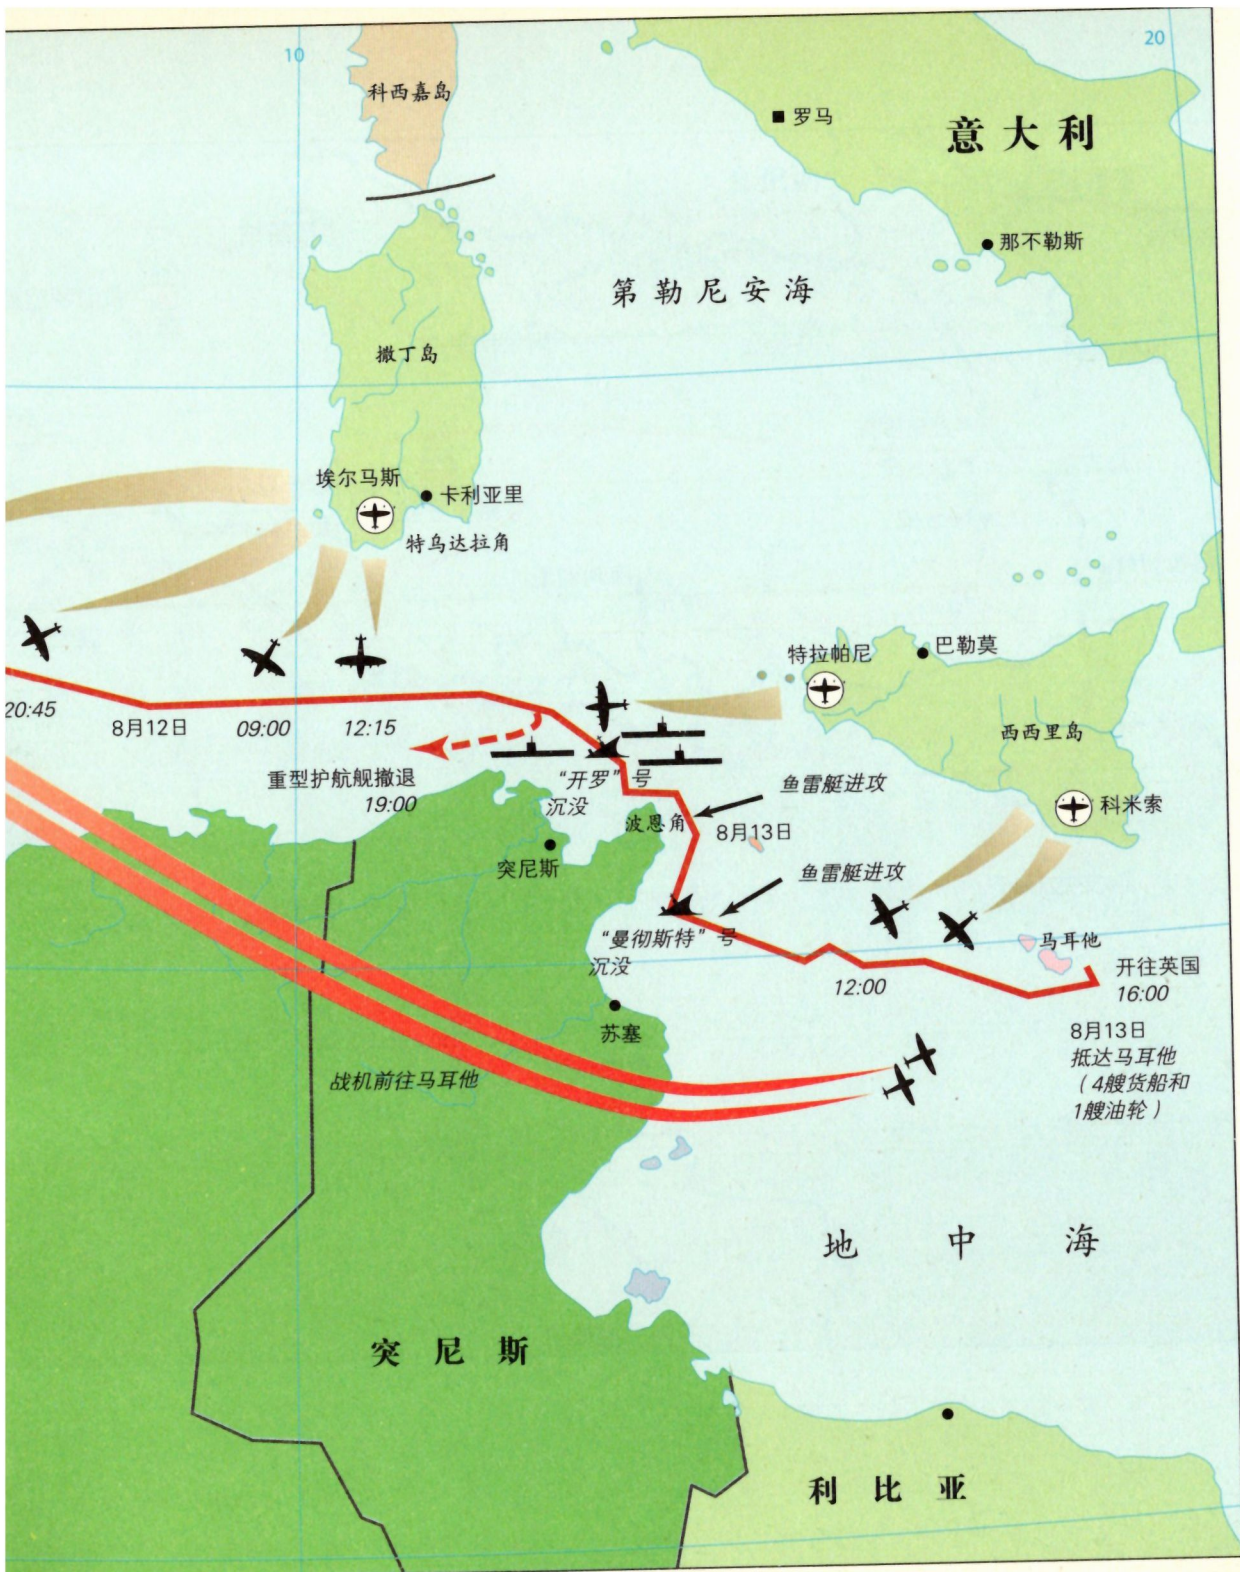 10
20
科西嘉岛
罗马
意大利
那不勒斯
第勒尼安海
撒丁岛
埃尔马斯
卡利亚里
特乌达拉角
特拉帕尼
巴勒莫
20:45
8月12日
09:00
12:15
西西里岛
重型护航舰撤退
19:00
“开罗”号
沉没
鱼雷艇进攻
科米索
波恩角
8月13日
突尼斯
鱼雷艇进攻
“曼彻斯特”号
沉没
马耳他
12:00
开往英国
16:00
苏塞
8月13日
抵达马耳他
（4艘货船和
1艘油轮）
战机前往马耳他
地中海
突尼斯
利比亚